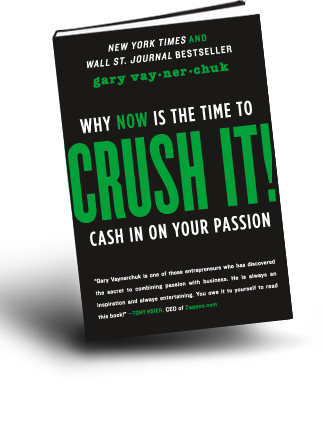 NEW YORK TIMES AND
WALL ST. JOURNAL BESTSELLER
gary vay•ner•chuk
WHY NOW IS THE TIME TO
CRUSH IT!
CASH IN ON YOUR PASSION
"Gary Vaynerchuk is one of those entrepreneurs who has discovered
the secret to combining passion with business. He is always an
inspiration and always entertaining. You owe it to yourself to read
this book!" —TONY HSIEH, CEO of Zappos.com